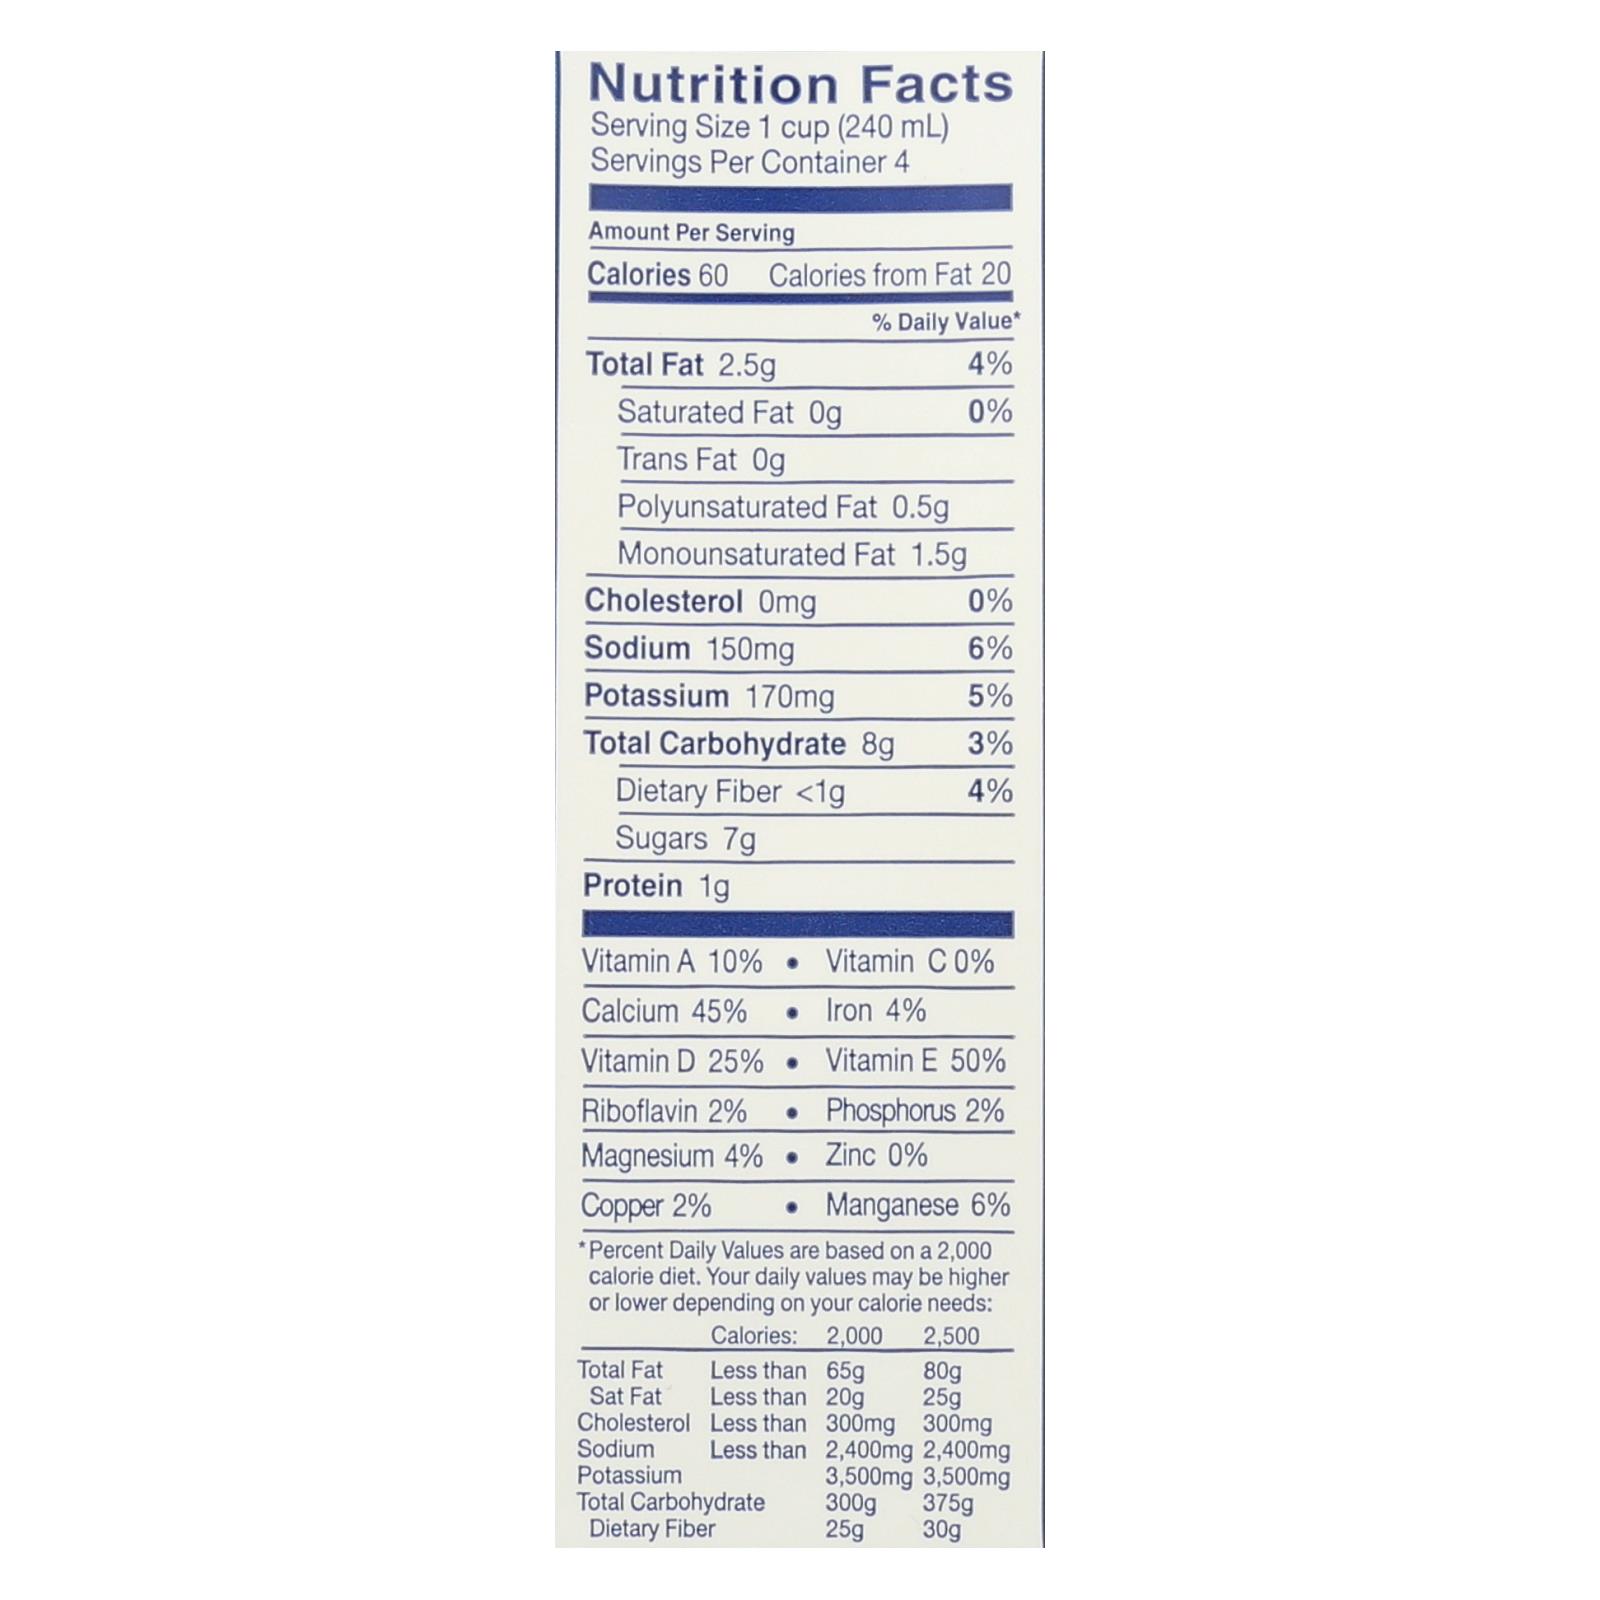 Nutrition Facts
Serving Size 1 cup (240 mL)
Servings Per Container 4
Amount Per Serving
Calories 60 Calories from Fat 20
% Daily Value*
Total Fat 2.5g 4%
Saturated Fat 0g 0%
Trans Fat 0g
Polyunsaturated Fat 0.5g
Monounsaturated Fat 1.5g
Cholesterol 0mg 0%
Sodium 150mg 6%
Potassium 170mg 5%
Total Carbohydrate 8g 3%
Dietary Fiber <1g 4%
Sugars 7g
Protein 1g
Vitamin A 10% • Vitamin C 0%
Calcium 45% • Iron 4%
Vitamin D 25% • Vitamin E 50%
Riboflavin 2% • Phosphorus 2%
Magnesium 4% • Zinc 0%
Copper 2% • Manganese 6%
*Percent Daily Values are based on a 2,000
calorie diet. Your daily values may be higher
or lower depending on your calorie needs:
Calories: 2,000 2,500
Total Fat Less than 65g 80g
Sat Fat Less than 20g 25g
Cholesterol Less than 300mg 300mg
Sodium Less than 2,400mg 2,400mg
Potassium 3,500mg 3,500mg
Total Carbohydrate 300g 375g
Dietary Fiber 25g 30g